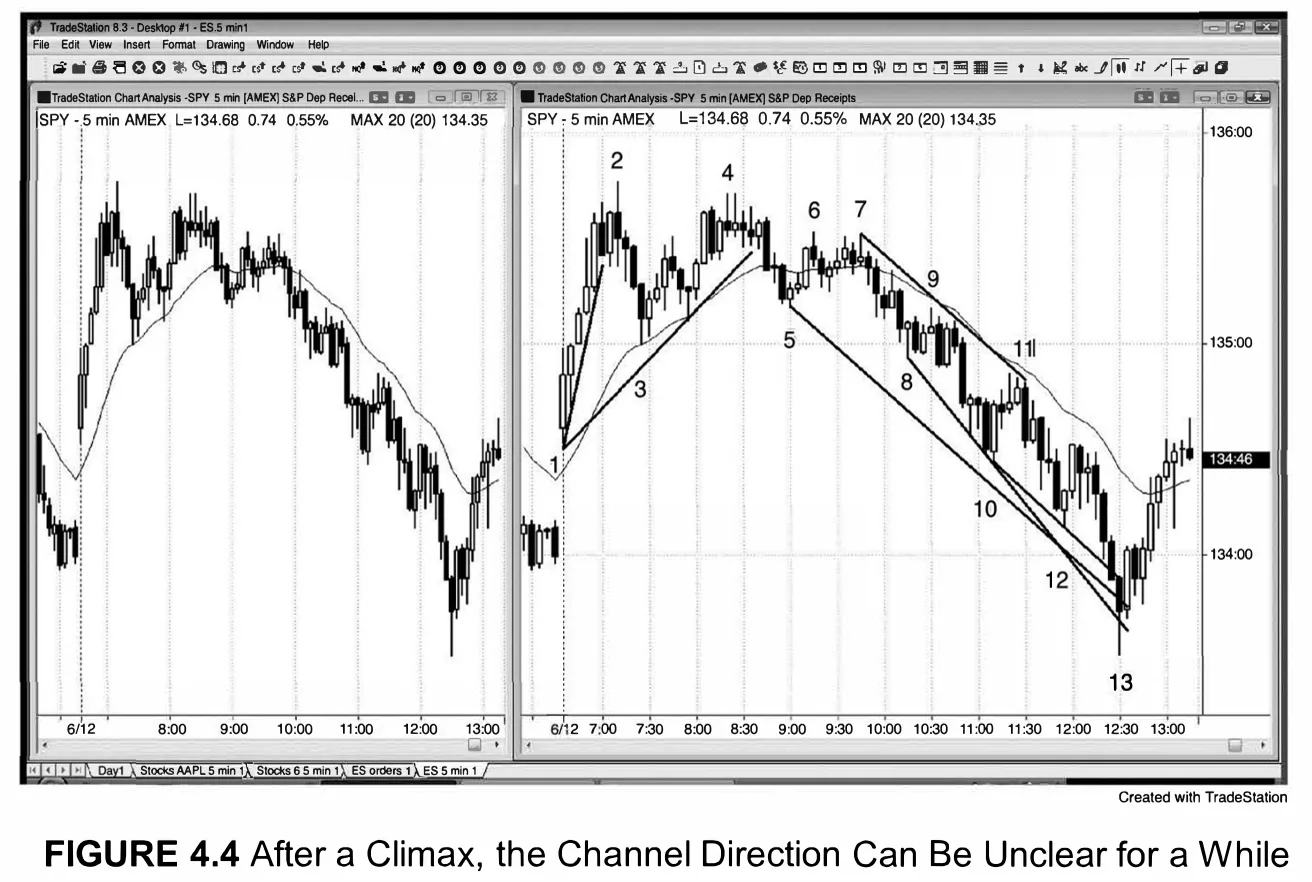 TradeStation 8.3 - Desktop #1 - ES.5 min1
File Edit View Insert Format Drawing Window Help
TradeStation Chart Analysis -SPY 5 min [AMEX] S&P Dep Recei...
SPY - 5 min AMEX L=134.68 0.74 0.55% MAX 20 (20) 134.35
6/12 8:00 9:00 10:00 11:00 12:00 13:00
TradeStation Chart Analysis -SPY 5 min [AMEX] S&P Dep Receipts
SPY - 5 min AMEX L=134.68 0.74 0.55% MAX 20 (20) 134.35
136:00
2
4
6
7
9
135:00
5
11
8
3
1
134:46
10
134:00
12
13
6/12 7:00 7:30 8:00 8:30 9:00 9:30 10:00 10:30 11:00 11:30 12:00 12:30 13:00
Day1 Stocks AAPL 5 min 1 Stocks 6 5 min 1 ES orders 1 ES 5 min 1
Created with TradeStation
FIGURE 4.4 After a Climax, the Channel Direction Can Be Unclear for a While